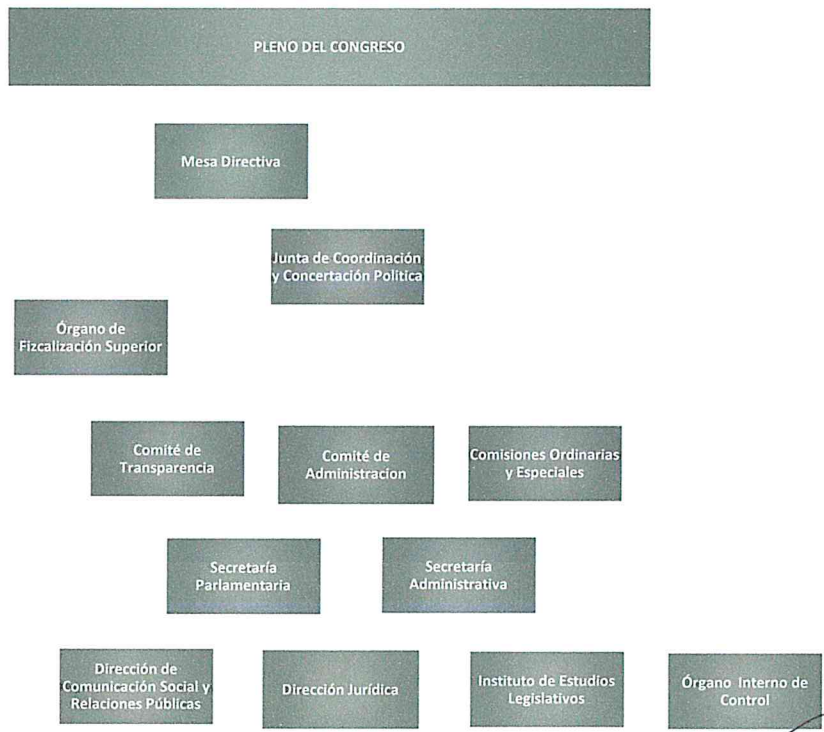 PLENO DEL CONGRESO
Mesa Directiva
Junta de Coordinación
y Concertación Política
Órgano de
Fizcalización Superior
Comité de
Transparencia
Comité de
Administracion
Comisiones Ordinarias
y Especiales
Secretaría
Parlamentaria
Secretaría
Administrativa
Dirección de
Comunicación Social y
Relaciones Públicas
Dirección Jurídica
Instituto de Estudios
Legislativos
Órgano Interno de
Control